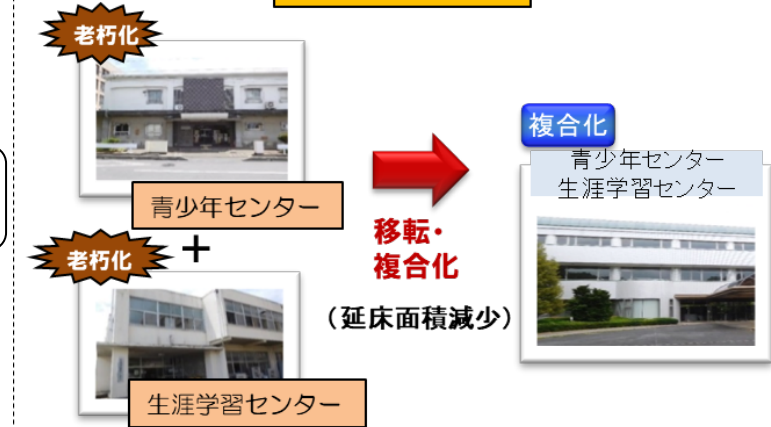 老朽化
青少年センター
+
老朽化
生涯学習センター
移転・
複合化
(延床面積減少)
複合化
青少年センター
生涯学習センター